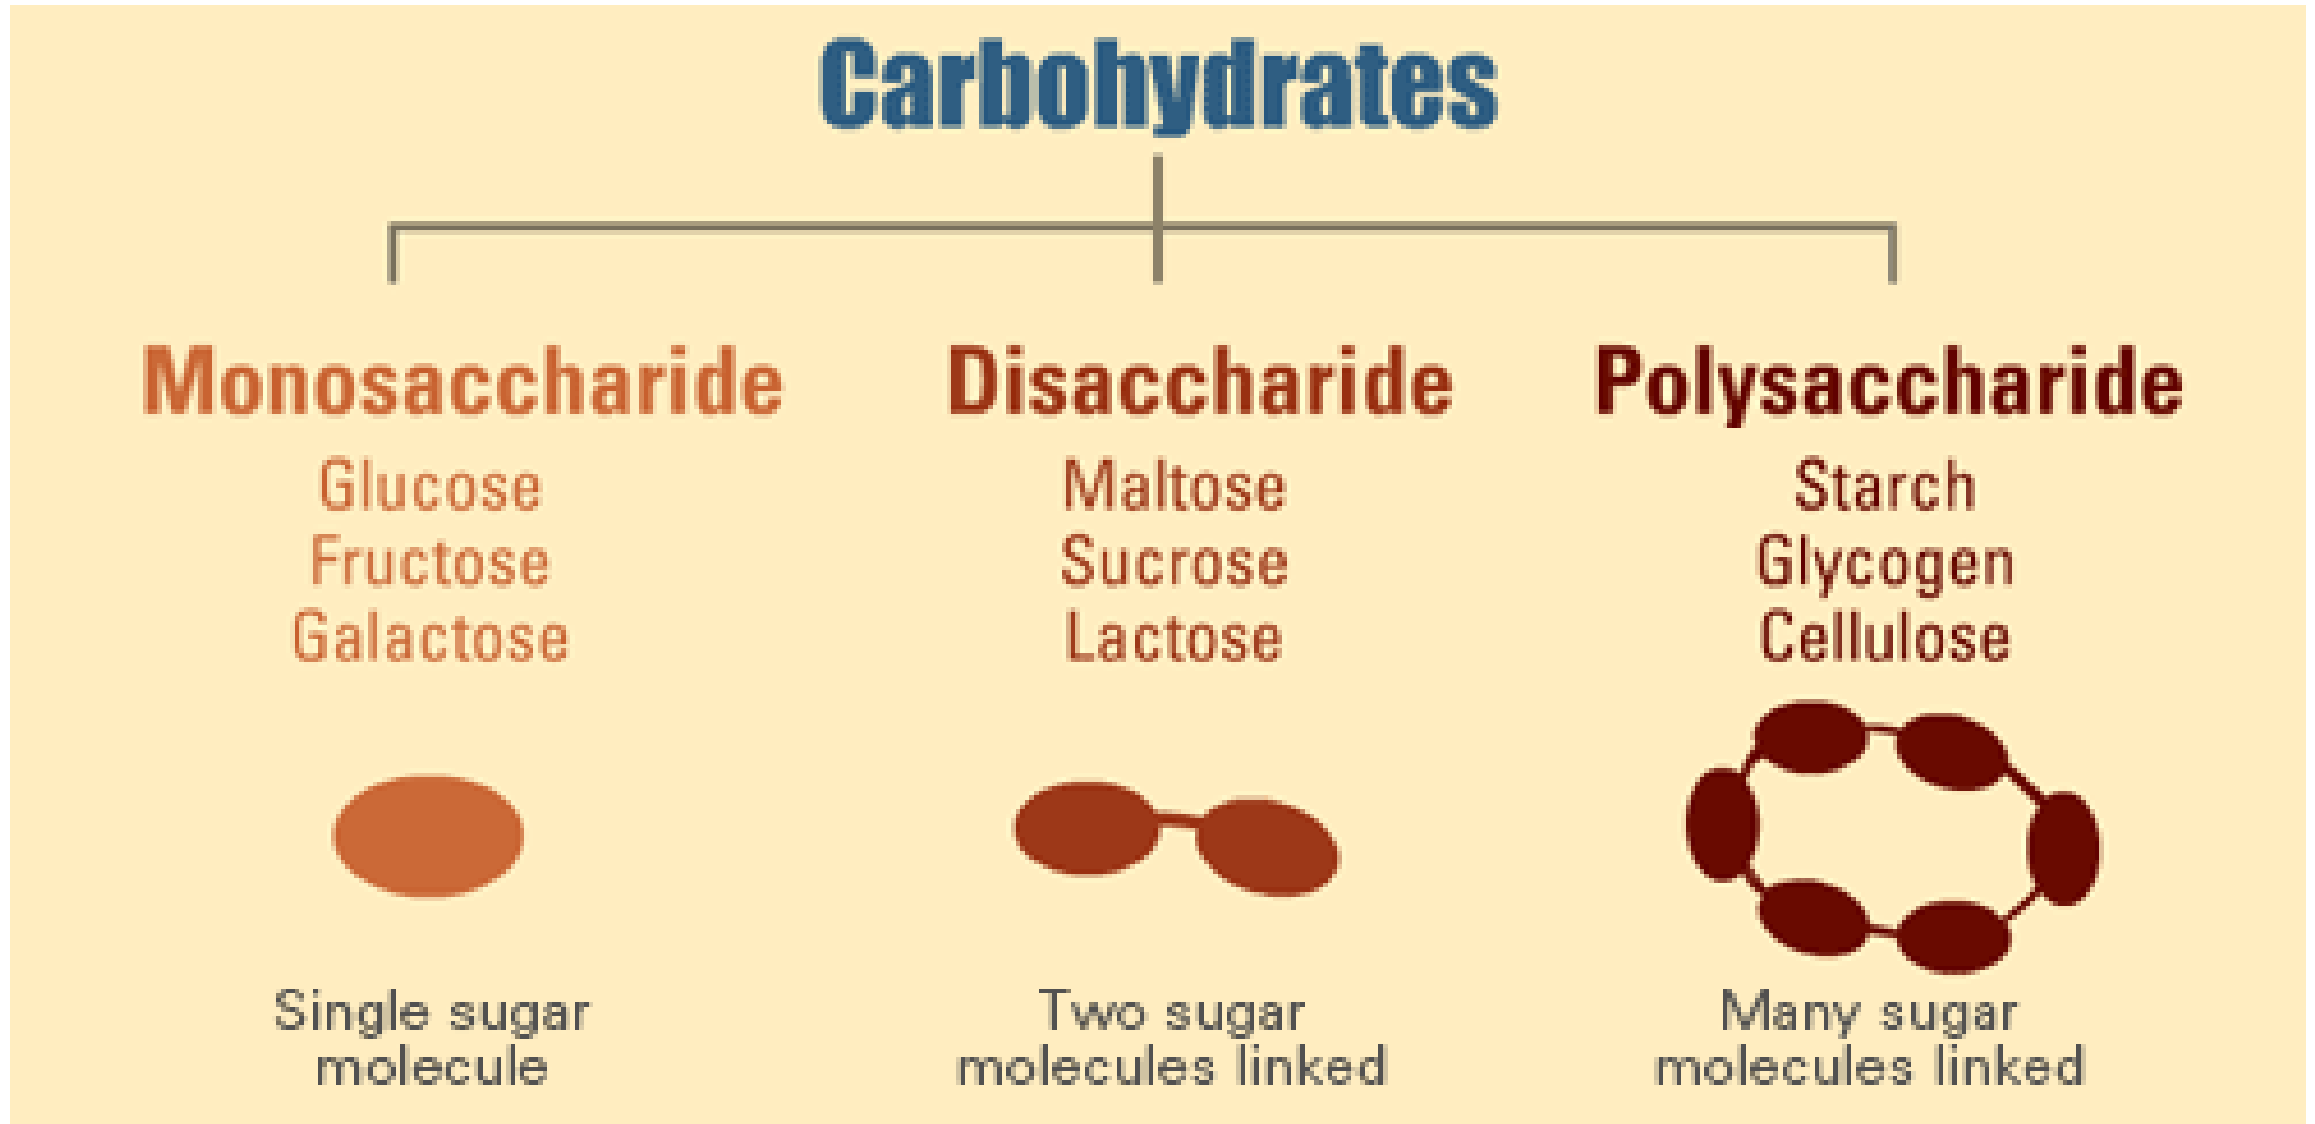 Carbohydrates
Monosaccharide
Glucose
Fructose
Galactose
Single sugar
molecule
Disaccharide
Maltose
Sucrose
Lactose
Two sugar
molecules linked
Polysaccharide
Starch
Glycogen
Cellulose
Many sugar
molecules linked